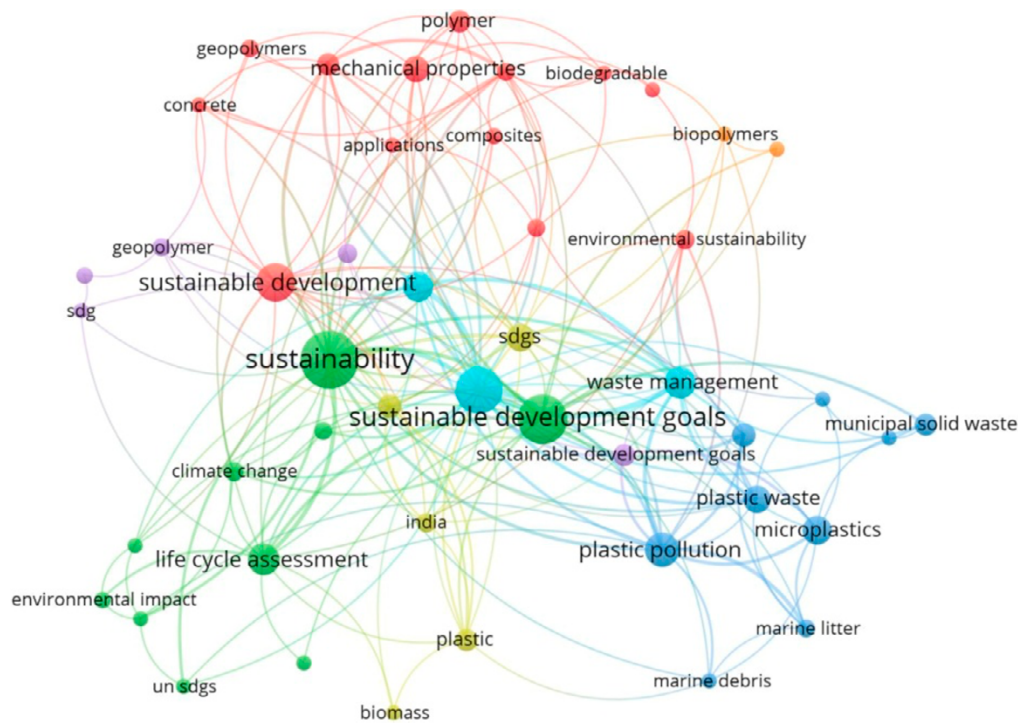 polymer
geopolymers
mechanical properties
biodegradable
concrete
applications
composites
biopolymers
geopolymer
environmental sustainability
sustainable development
sdg
sdgs
sustainability
waste management
sustainable development goals
municipal solid waste
sustainable development goals
climate change
plastic waste
india
microplastics
plastic pollution
life cycle assessment
environmental impact
marine litter
plastic
marine debris
un sdgs
biomass